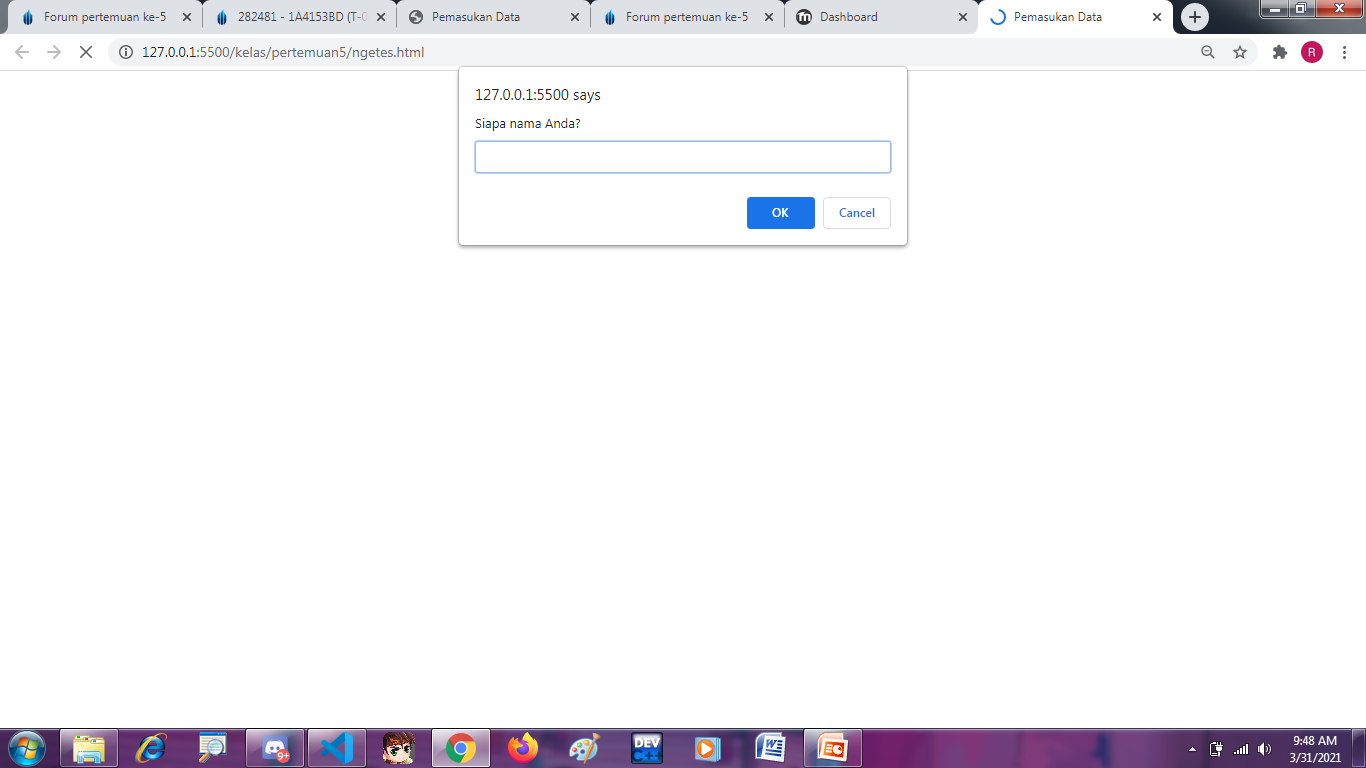 Forum pertemuan ke-5
282481 - 1A4153BD (T-0
Pemasukan Data
Forum pertemuan ke-5
Dashboard
Pemasukan Data
127.0.0.1:5500/kelas/pertemuan5/ngetes.html
R
127.0.0.1:5500 says
Siapa nama Anda?
OK
Cancel
9+
DEV
C++
9:48 AM
3/31/2021